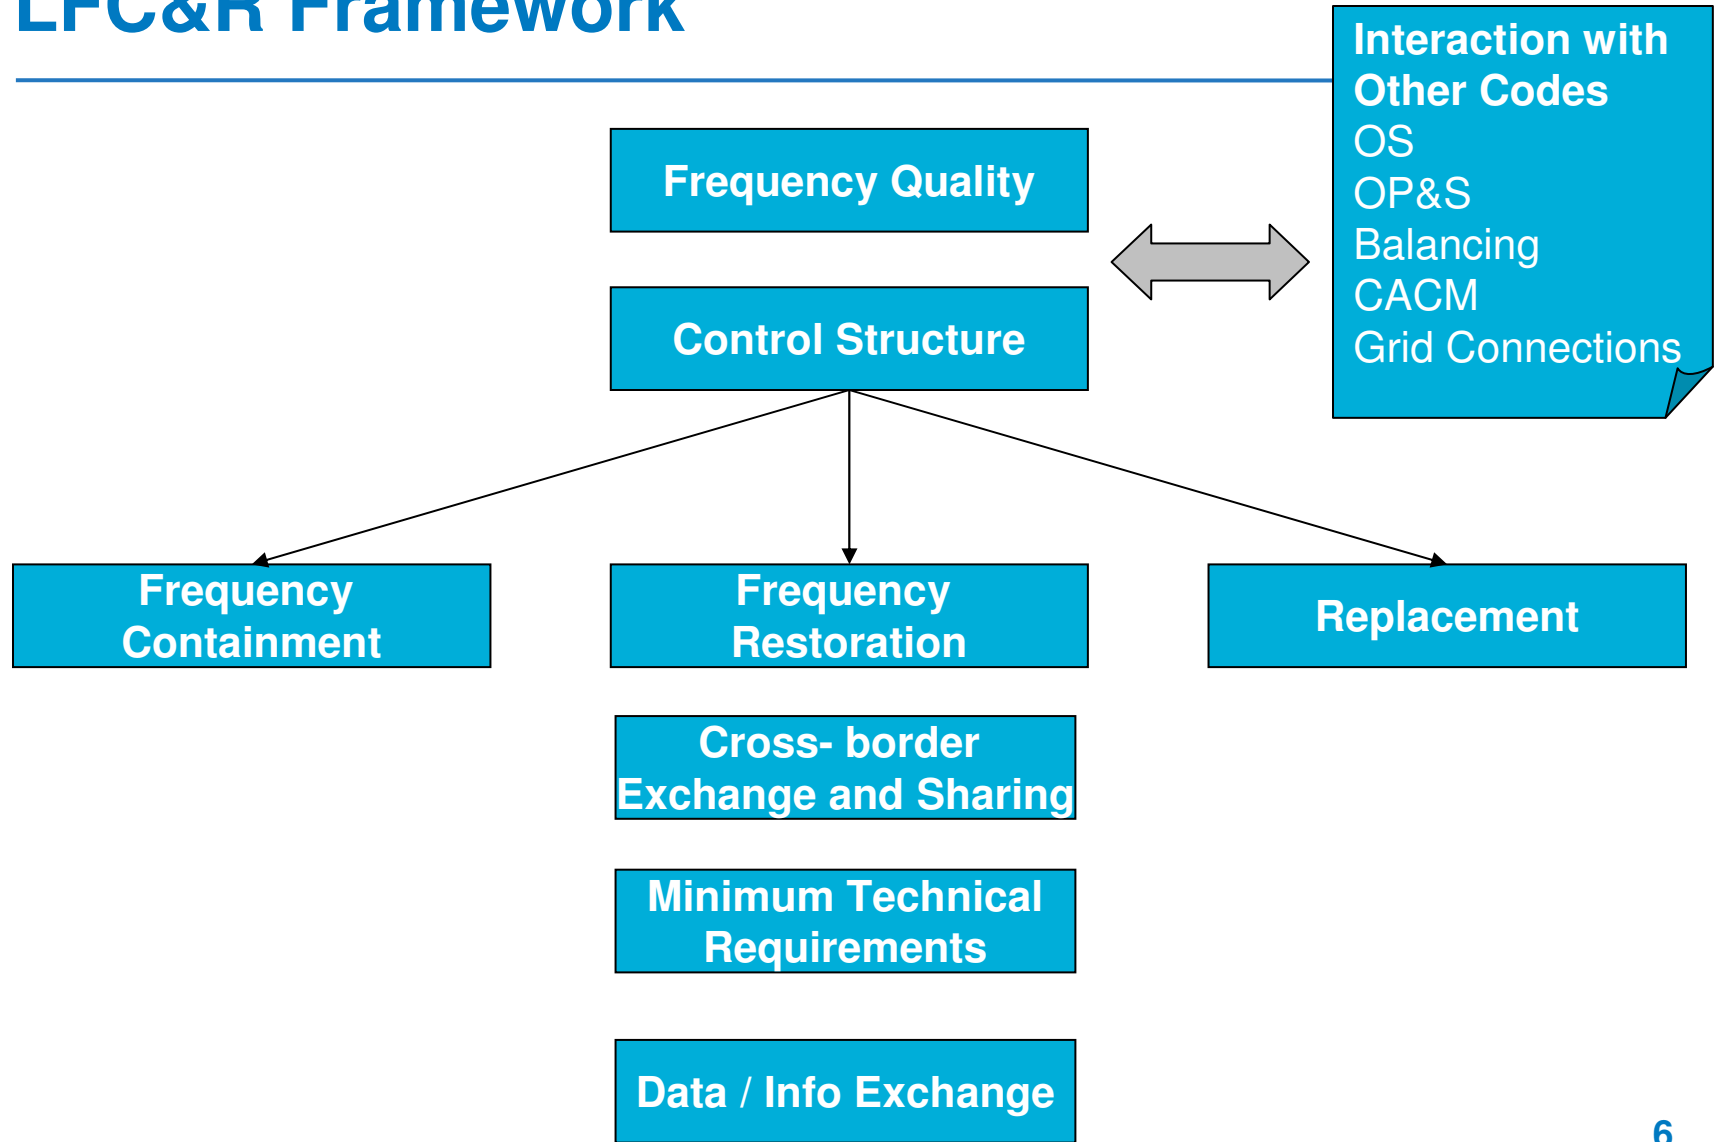 LFC&R Framework
Interaction with
Other Codes
OS
OP&S
Balancing
CACM
Grid Connections
Frequency Quality
Control Structure
Frequency
Containment
Frequency
Restoration
Replacement
Cross- border
Exchange and Sharing
Minimum Technical
Requirements
Data / Info Exchange
6